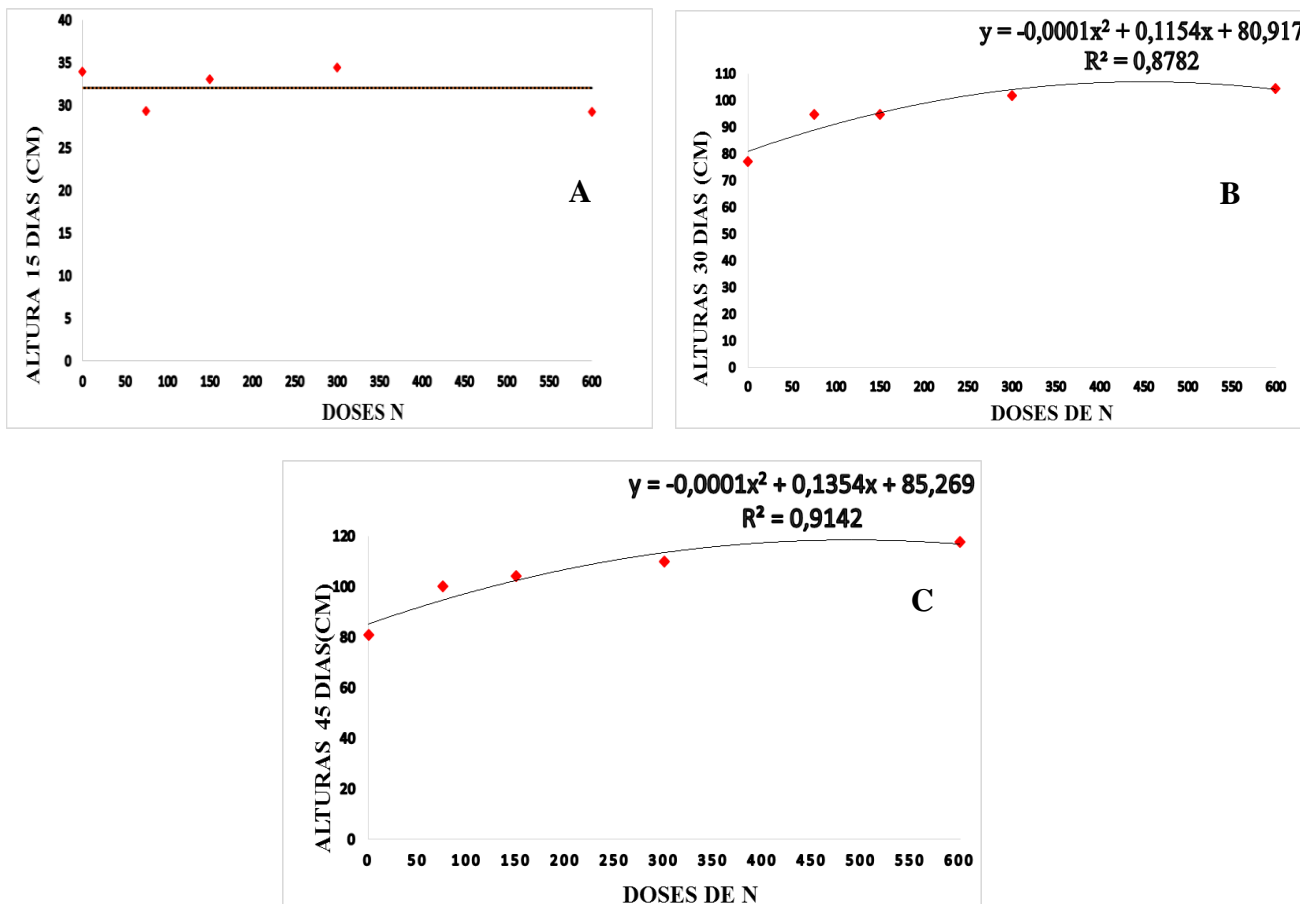 40
35
30
25
20
15
10
5
0
ALTURA 15 DIAS (CM)
A
0 50 100 150 200 250 300 350 400 450 500 550 600
DOSES N
y = -0,0001x² + 0,1154x + 80,917
R² = 0,8782
110
100
90
80
70
60
50
40
30
20
10
0
ALTURAS 30 DIAS (CM)
B
0 50 100 150 200 250 300 350 400 450 500 550 600
DOSES DE N
y = -0,0001x² + 0,1354x + 85,269
R² = 0,9142
120
100
80
60
40
20
0
ALTURAS 45 DIAS(CM)
C
0 50 100 150 200 250 300 350 400 450 500 550 600
DOSES DE N